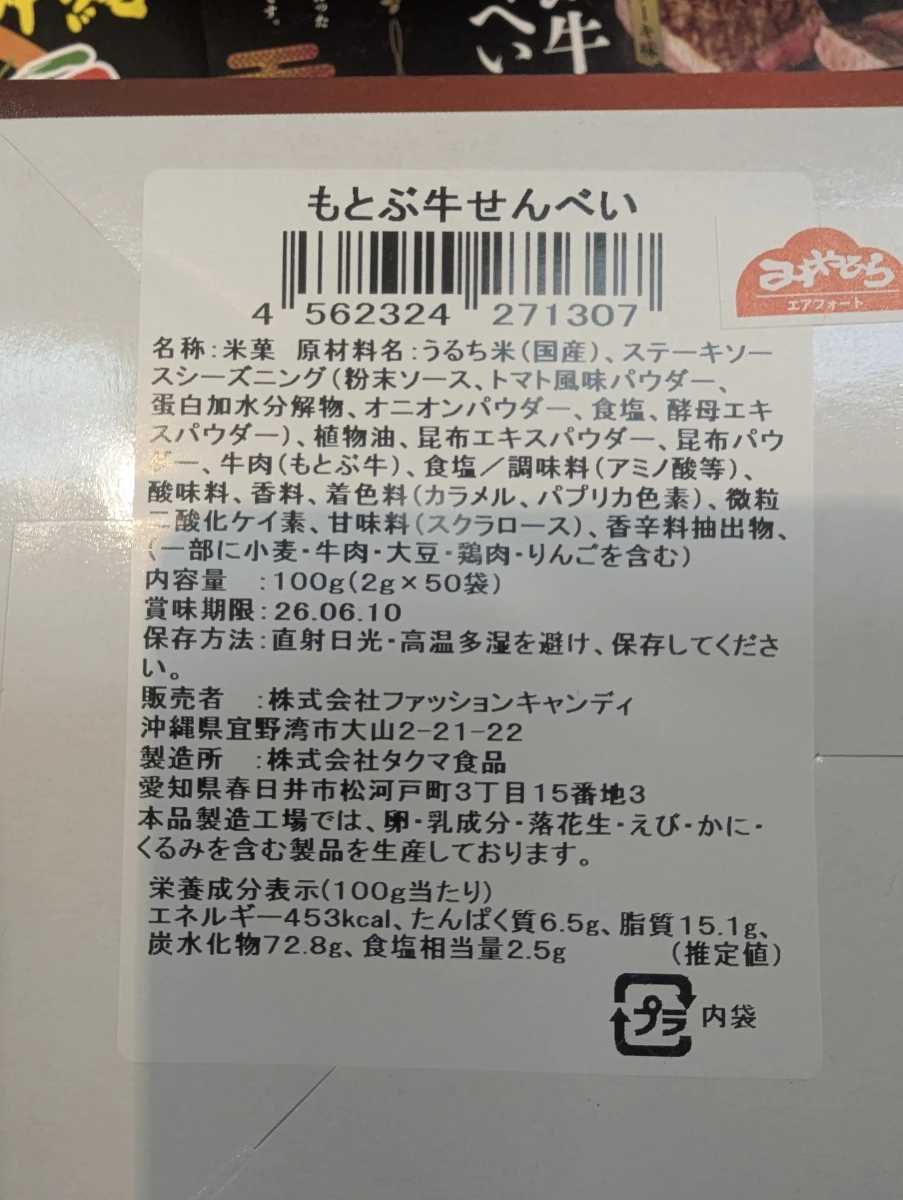 った
す。
べい
牛
ーキ味
もとぶ牛せんべい
4 562324 271307
みやひら
エアフォート
名称:米菓 原材料名:うるち米(国産)、ステーキソー
スシーズニング(粉末ソース、トマト風味パウダー、
蛋白加水分解物、オニオンパウダー、食塩、酵母エキ
スパウダー)、植物油、昆布エキスパウダー、昆布パウ
ダー、牛肉(もとぶ牛)、食塩/調味料(アミノ酸等)、
酸味料、香料、着色料(カラメル、パプリカ色素)、微粒
二酸化ケイ素、甘味料(スクラロース)、香辛料抽出物、
(一部に小麦・牛肉・大豆・鶏肉・りんごを含む)
内容量 :100g(2g×50袋)
賞味期限:26.06.10
保存方法:直射日光・高温多湿を避け、保存してくださ
い。
販売者 :株式会社ファッションキャンディ
沖縄県宜野湾市大山2-21-22
製造所 :株式会社タクマ食品
愛知県春日井市松河戸町3丁目15番地3
本品製造工場では、卵・乳成分・落花生・えび・かに・
くるみを含む製品を生産しております。
栄養成分表示(100g当たり)
エネルギー453kcal、たんぱく質6.5g、脂質15.1g、
炭水化物72.8g、食塩相当量2.5g (推定値)
プラ 内袋